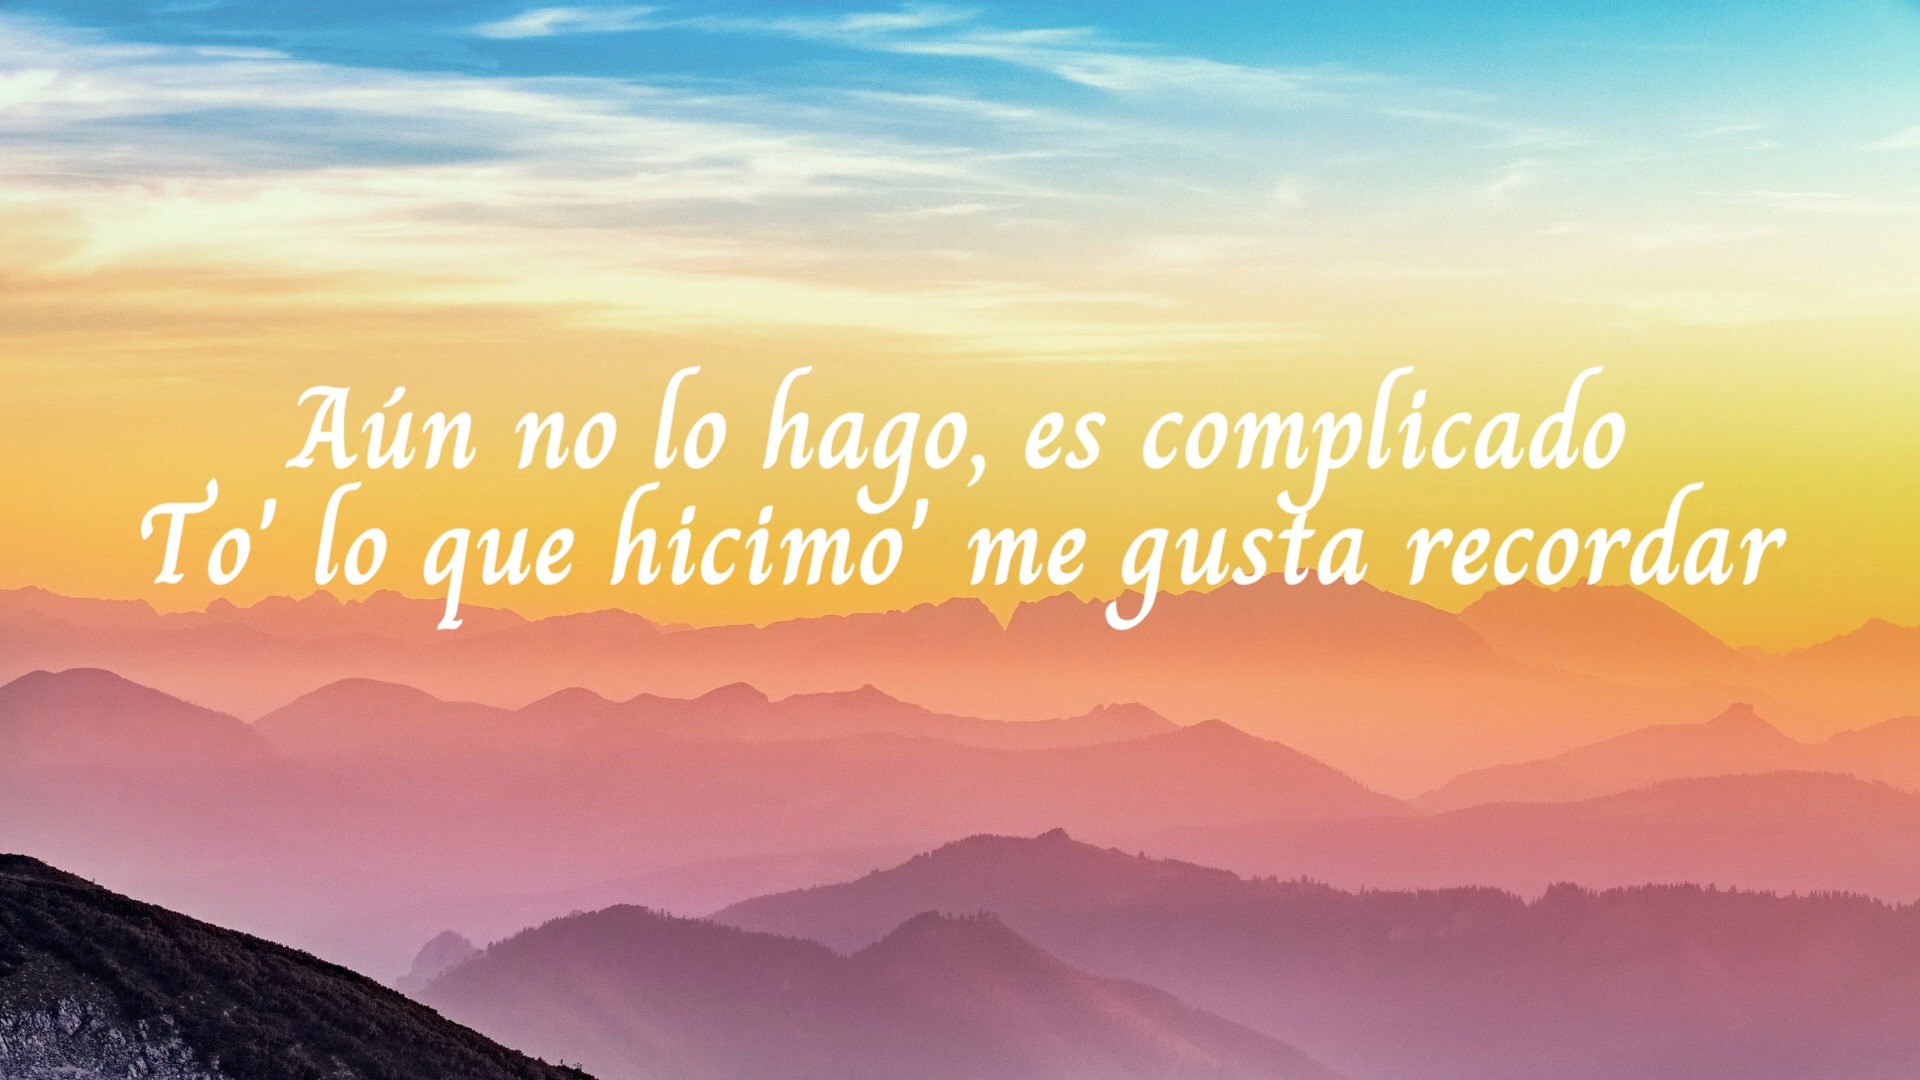 Aún no lo hago, es complicado
To' lo que hicimo' me gusta recordar